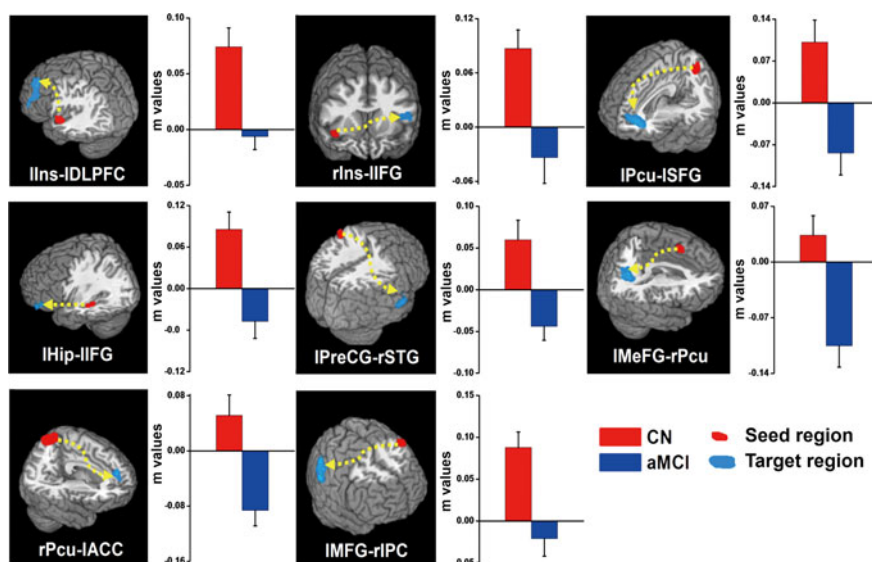 lIns-lDLPFC
m values
0.10
0.05
0.00
-0.05
rIns-lIFG
m values
0.12
0.06
0.00
-0.06
lPcu-lSFG
m values
0.14
0.07
0.00
-0.07
-0.14
lHip-lIFG
m values
0.12
0.06
0.00
-0.0
-0.12
lPreCG-rSTG
m values
0.10
0.05
0.00
-0.05
-0.10
lMeFG-rPcu
m values
0.07
0.00
-0.07
-0.14
rPcu-lACC
m values
0.08
0.00
-0.08
-0.16
lMFG-rIPC
m values
0.15
0.10
0.05
0.00
-0.05
CN
aMCI
Seed region
Target region